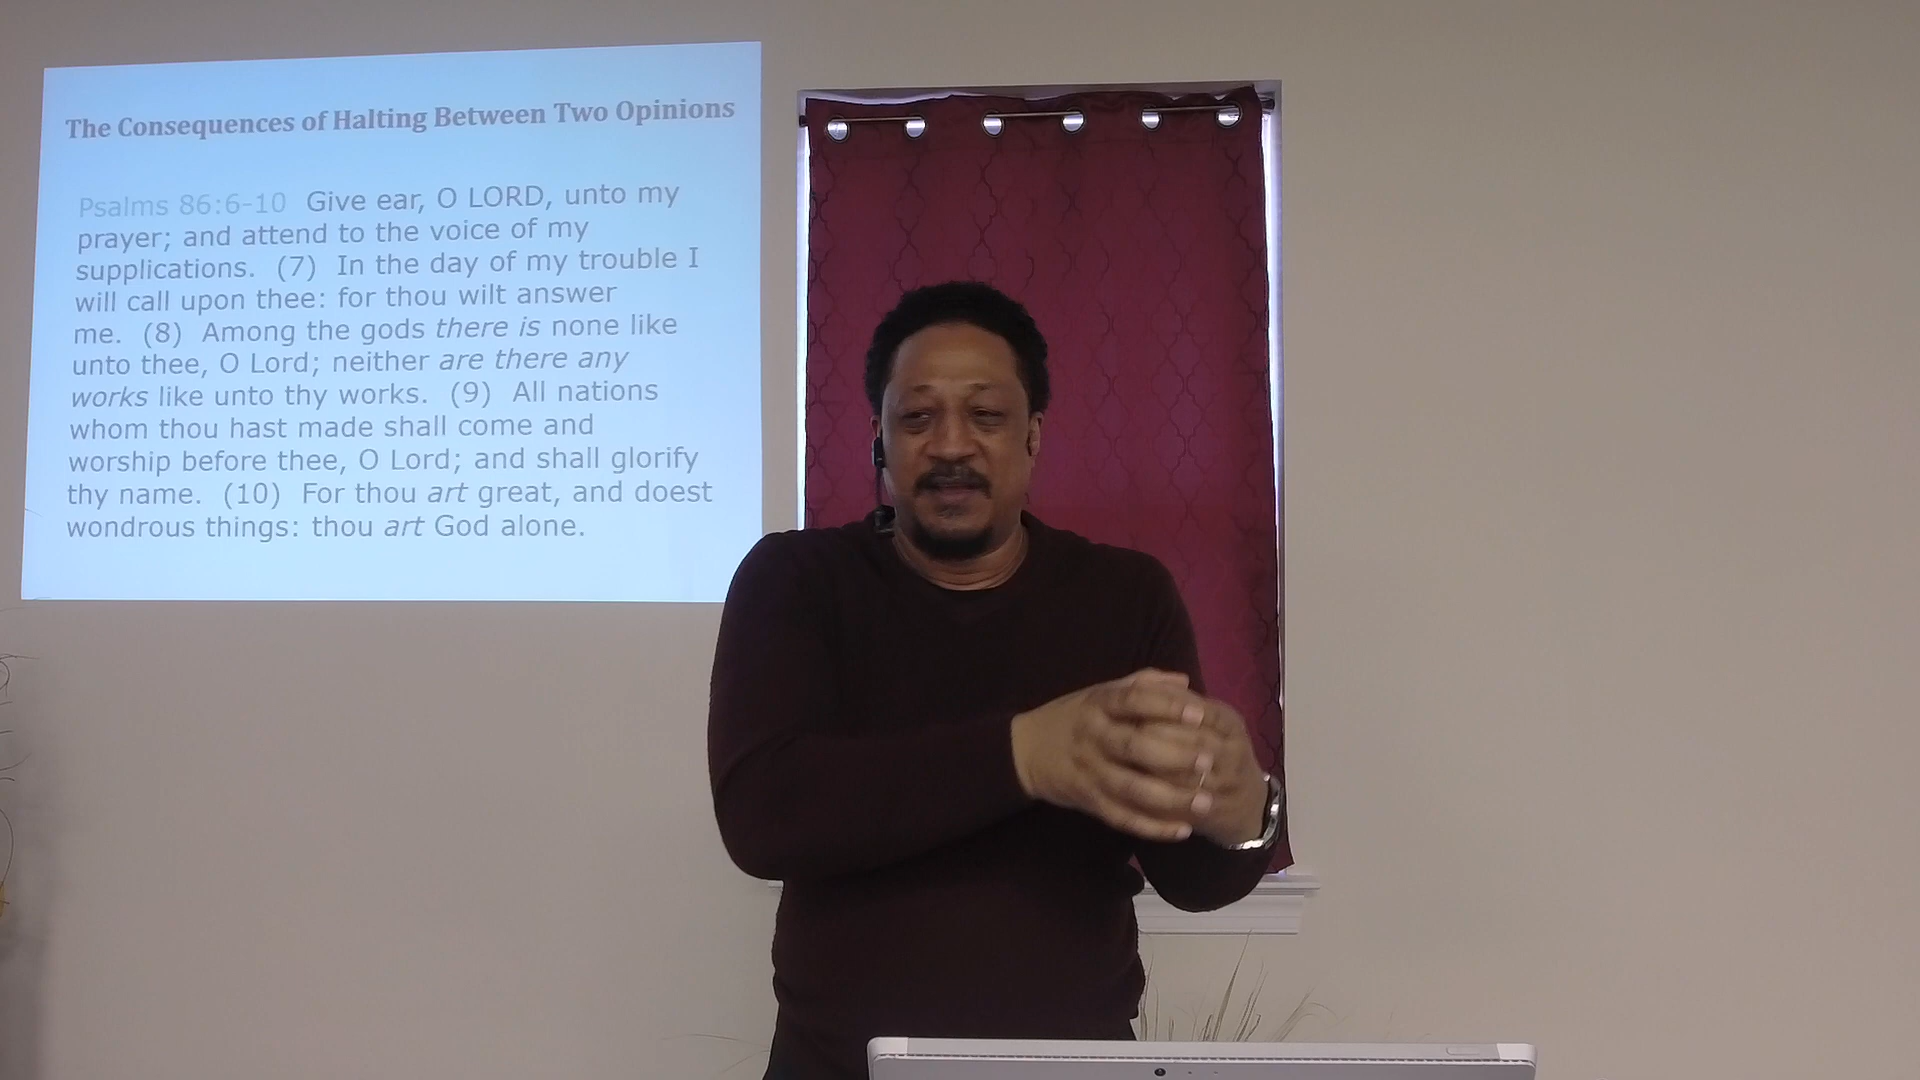 The Consequences of Halting Between Two Opinions
Psalms 86:6-10 Give ear, O LORD, unto my
prayer; and attend to the voice of my
supplications. (7) In the day of my trouble I
will call upon thee: for thou wilt answer
me. (8) Among the gods there is none like
unto thee, O Lord; neither are there any
works like unto thy works. (9) All nations
whom thou hast made shall come and
worship before thee, O Lord; and shall glorify
thy name. (10) For thou art great, and doest
wondrous things: thou art God alone.